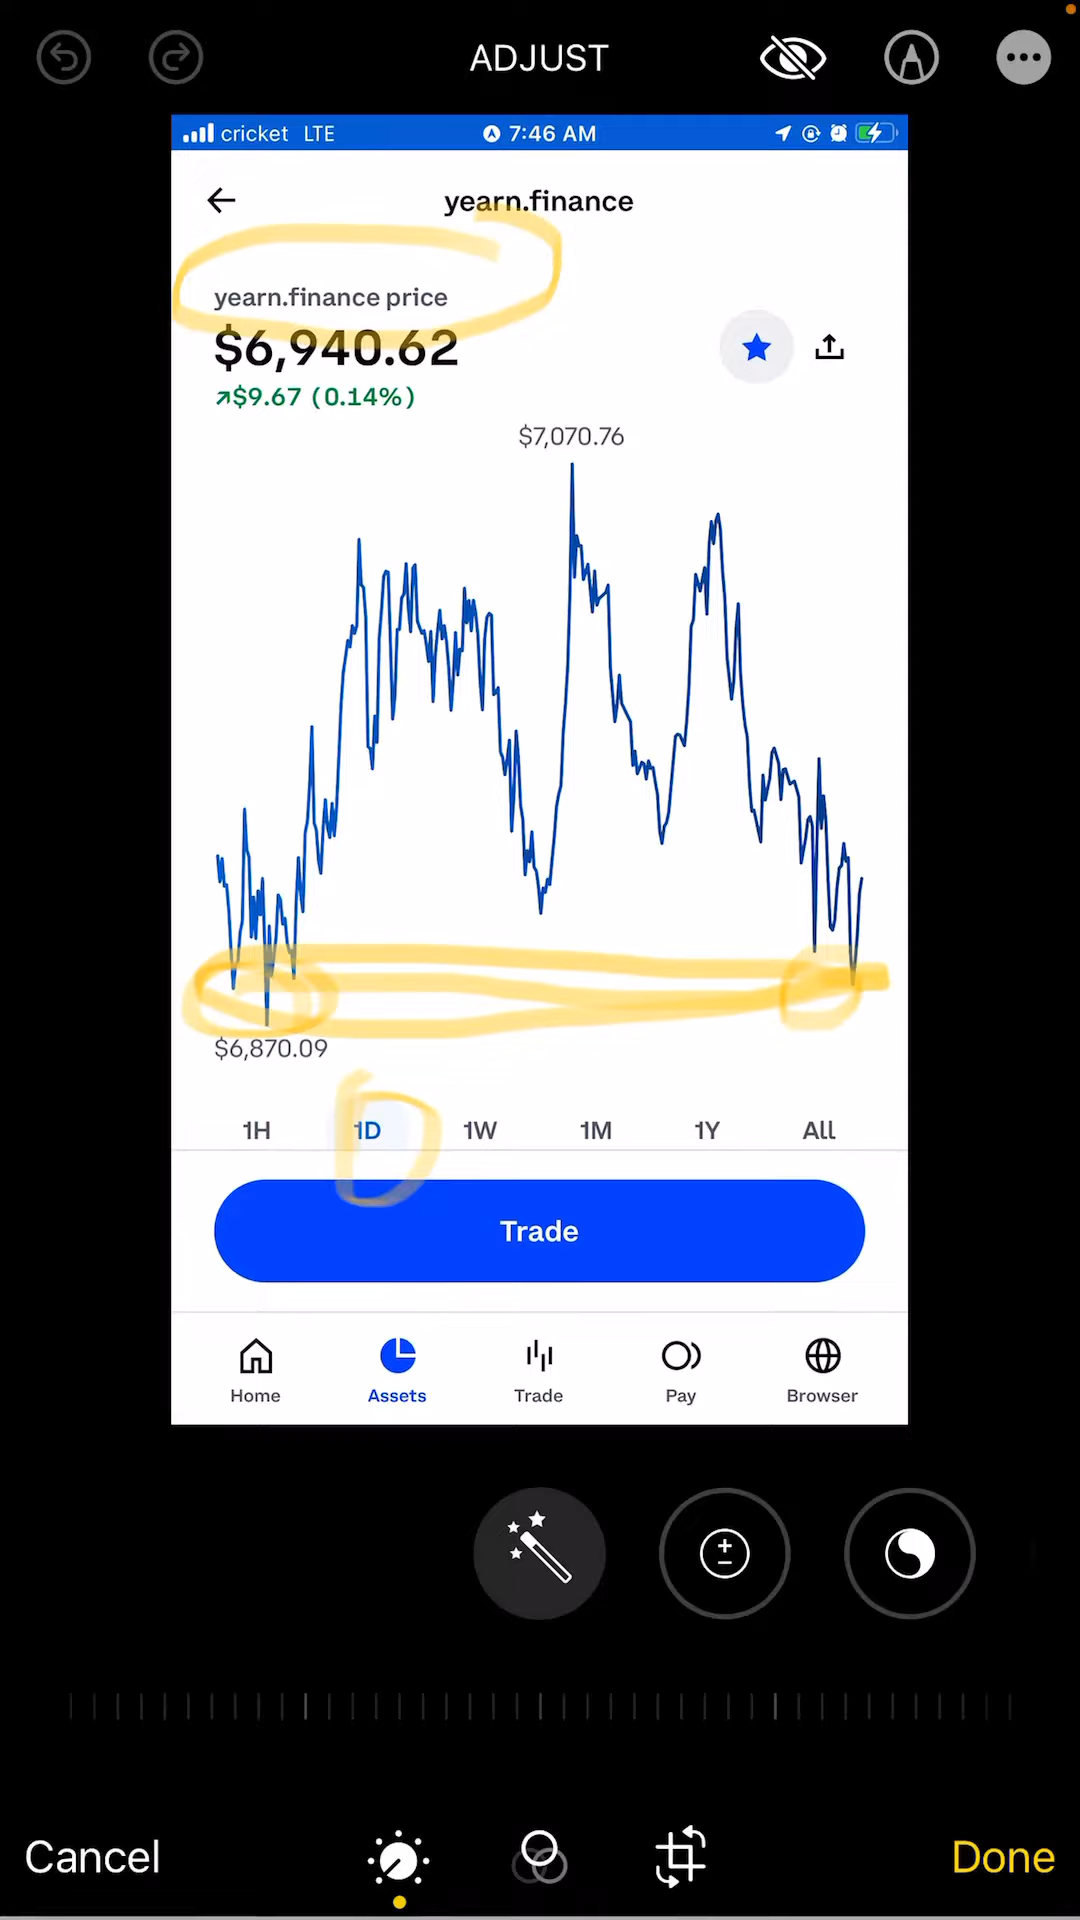 ADJUST
cricket LTE 7:46 AM
yearn.finance
yearn.finance price
$6,940.62
↗$9.67 (0.14%)
$7,070.76
$6,870.09
1H 1D 1W 1M 1Y All
Trade
Home Assets Trade Pay Browser
Cancel Done